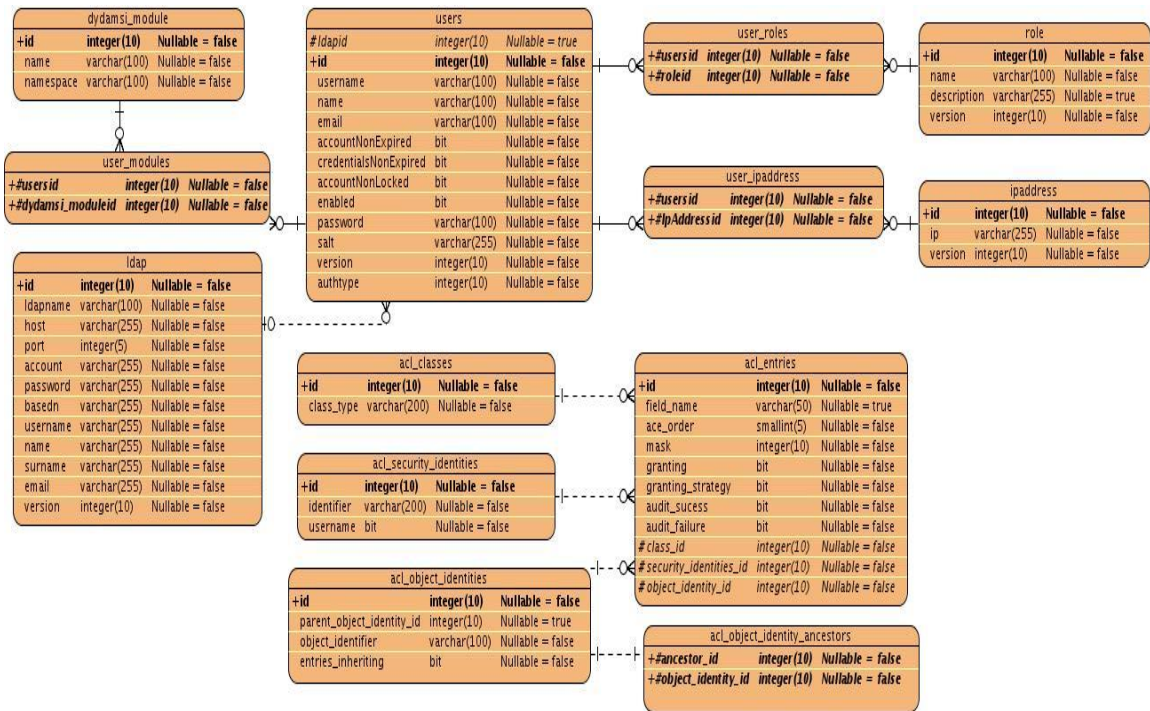 dydamsi_module
+id integer(10) Nullable = false
name varchar(100) Nullable = false
namespace varchar(100) Nullable = false
user_modules
+#usersid integer(10) Nullable = false
+#dydamsi_moduleid integer(10) Nullable = false
users
#ldapid integer(10) Nullable = true
+id integer(10) Nullable = false
username varchar(100) Nullable = false
name varchar(100) Nullable = false
email varchar(100) Nullable = false
accountNonExpired bit Nullable = false
credentialsNonExpired bit Nullable = false
accountNonLocked bit Nullable = false
enabled bit Nullable = false
password varchar(100) Nullable = false
salt varchar(255) Nullable = false
version integer(10) Nullable = false
authtype integer(10) Nullable = false
user_roles
+#usersid integer(10) Nullable = false
+#roleid integer(10) Nullable = false
role
+id integer(10) Nullable = false
name varchar(100) Nullable = false
description varchar(255) Nullable = true
version integer(10) Nullable = false
user_ipaddress
+#usersid integer(10) Nullable = false
+#IpAddressid integer(10) Nullable = false
ipaddress
+id integer(10) Nullable = false
ip varchar(255) Nullable = false
version integer(10) Nullable = false
ldap
+id integer(10) Nullable = false
ldapname varchar(100) Nullable = false
host varchar(255) Nullable = false
port integer(5) Nullable = false
account varchar(255) Nullable = false
password varchar(255) Nullable = false
basedn varchar(255) Nullable = false
username varchar(255) Nullable = false
name varchar(255) Nullable = false
surname varchar(255) Nullable = false
email varchar(255) Nullable = false
version integer(10) Nullable = false
acl_classes
+id integer(10) Nullable = false
class_type varchar(200) Nullable = false
acl_security_identities
+id integer(10) Nullable = false
identifier varchar(200) Nullable = false
username bit Nullable = false
acl_object_identities
+id integer(10) Nullable = false
parent_object_identity_id integer(10) Nullable = true
object_identifier varchar(100) Nullable = false
entries_inheriting bit Nullable = false
acl_entries
+id integer(10) Nullable = false
field_name varchar(50) Nullable = true
ace_order smallint(5) Nullable = false
mask integer(10) Nullable = false
granting bit Nullable = false
granting_strategy bit Nullable = false
audit_sucess bit Nullable = false
audit_failure bit Nullable = false
#class_id integer(10) Nullable = false
#security_identities_id integer(10) Nullable = false
#object_identity_id integer(10) Nullable = false
acl_object_identity_ancestors
+#ancestor_id integer(10) Nullable = false
+#object_identity_id integer(10) Nullable = false